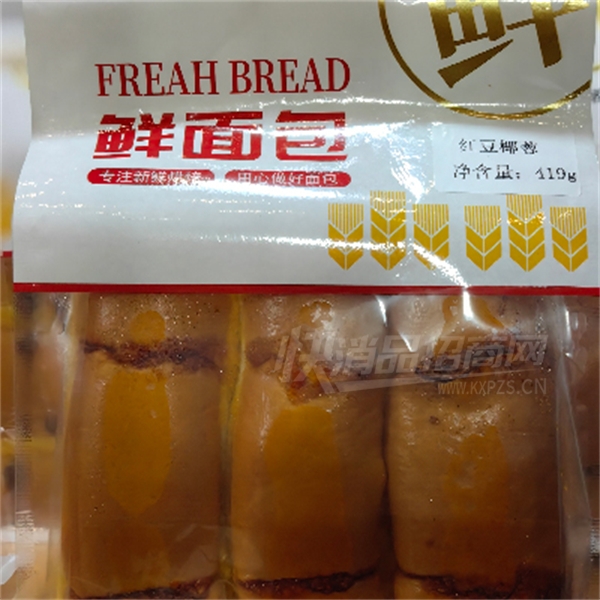 鲜
FREAH BREAD
鲜面包
专注新鲜烘焙 用心做好面包
红豆椰蓉
净含量：419g
快消品招商网
WWW.KXPZS.CN